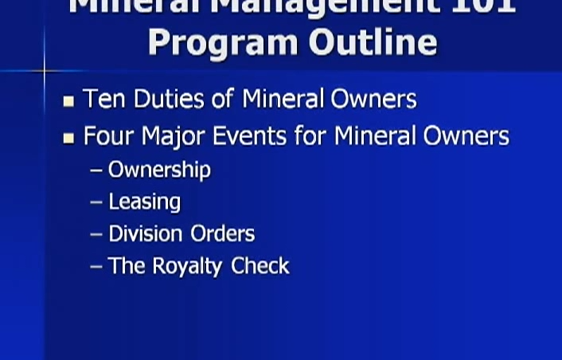 Mineral Management 101
Program Outline
Ten Duties of Mineral Owners
Four Major Events for Mineral Owners
– Ownership
– Leasing
– Division Orders
– The Royalty Check